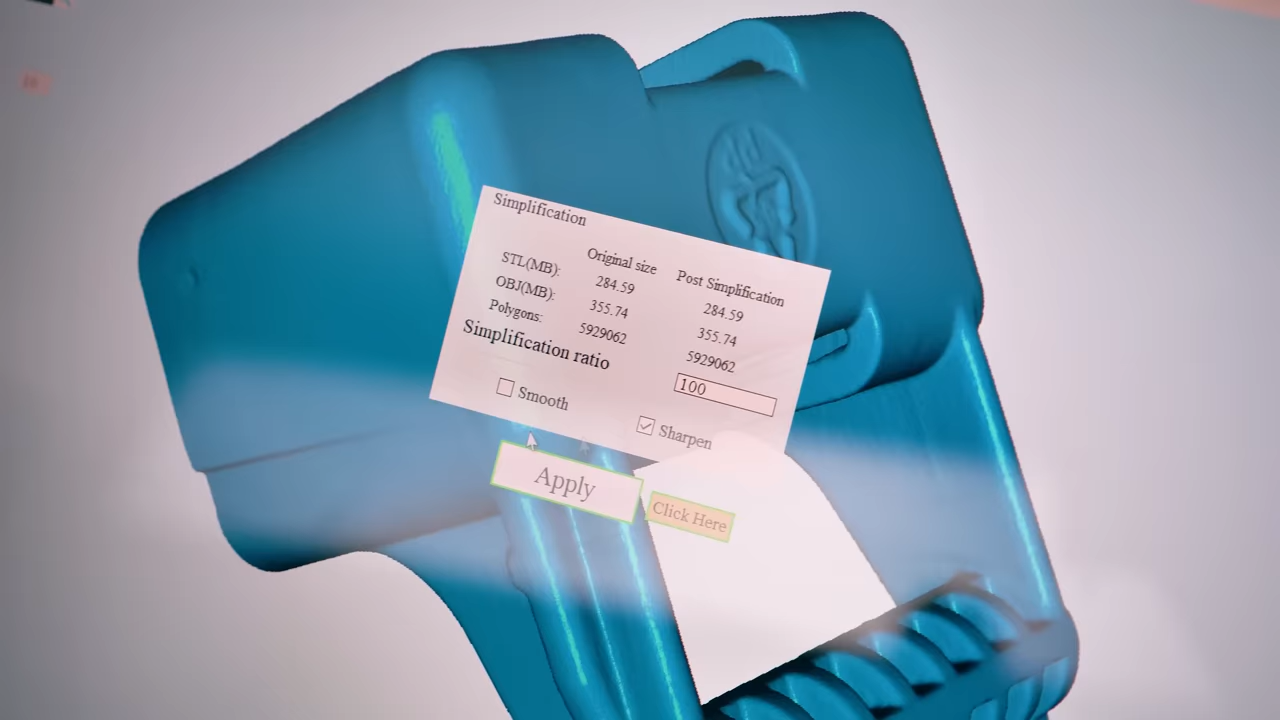 Simplification
Original size Post Simplification
STL(MB): 284.59 284.59
OBJ(MB): 355.74 355.74
Polygons: 5929062 5929062
Simplification ratio 100
Smooth Sharpen
Apply Click Here